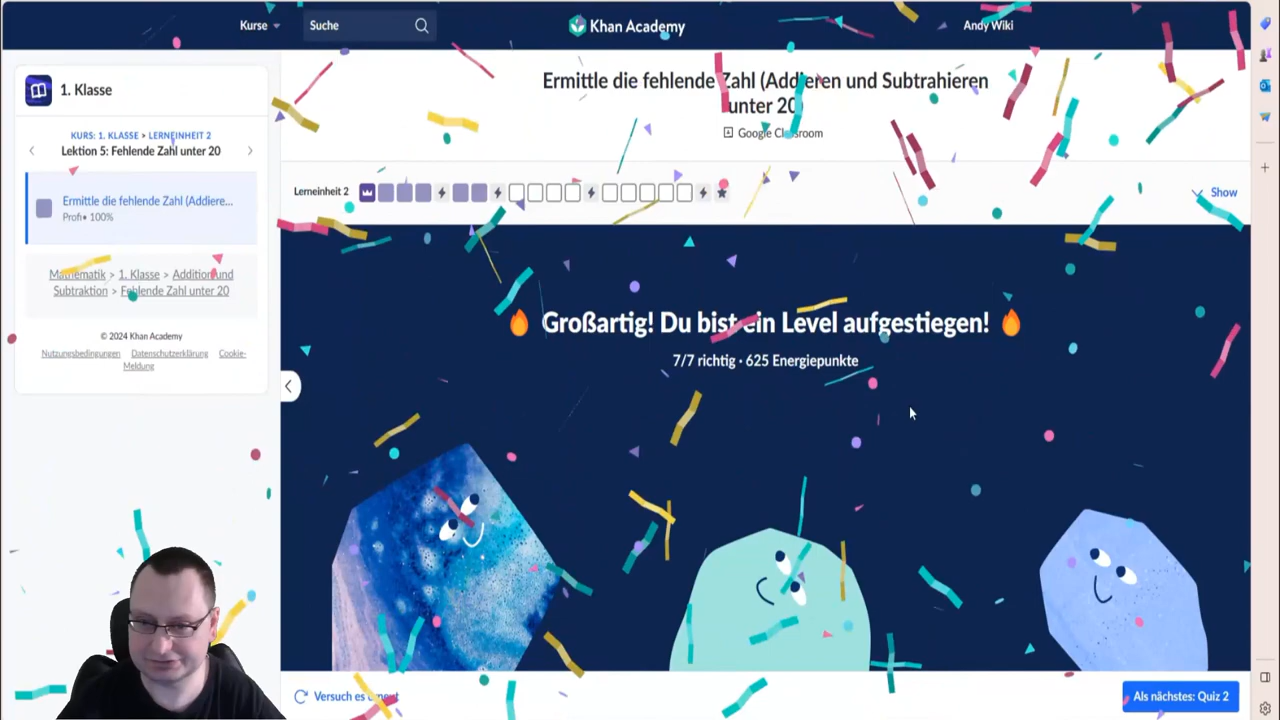 Kurse
Suche
Khan Academy
Andy Wiki
1. Klasse
KURS: 1. KLASSE > LERNEINHEIT 2
Lektion 5: Fehlende Zahl unter 20
Ermittle die fehlende Zahl (Addiere...
Profi • 100%
Mathematik > 1. Klasse > Addition und
Subtraktion > Fehlende Zahl unter 20
© 2024 Khan Academy
Nutzungsbedingungen Datenschutzerklärung Cookie-
Meldung
Ermittle die fehlende Zahl (Addieren und Subtrahieren
unter 20)
Google Classroom
Lerneinheit 2
Show
Großartig! Du bist ein Level aufgestiegen!
7/7 richtig · 625 Energiepunkte
Versuch es erneut
Als nächstes: Quiz 2